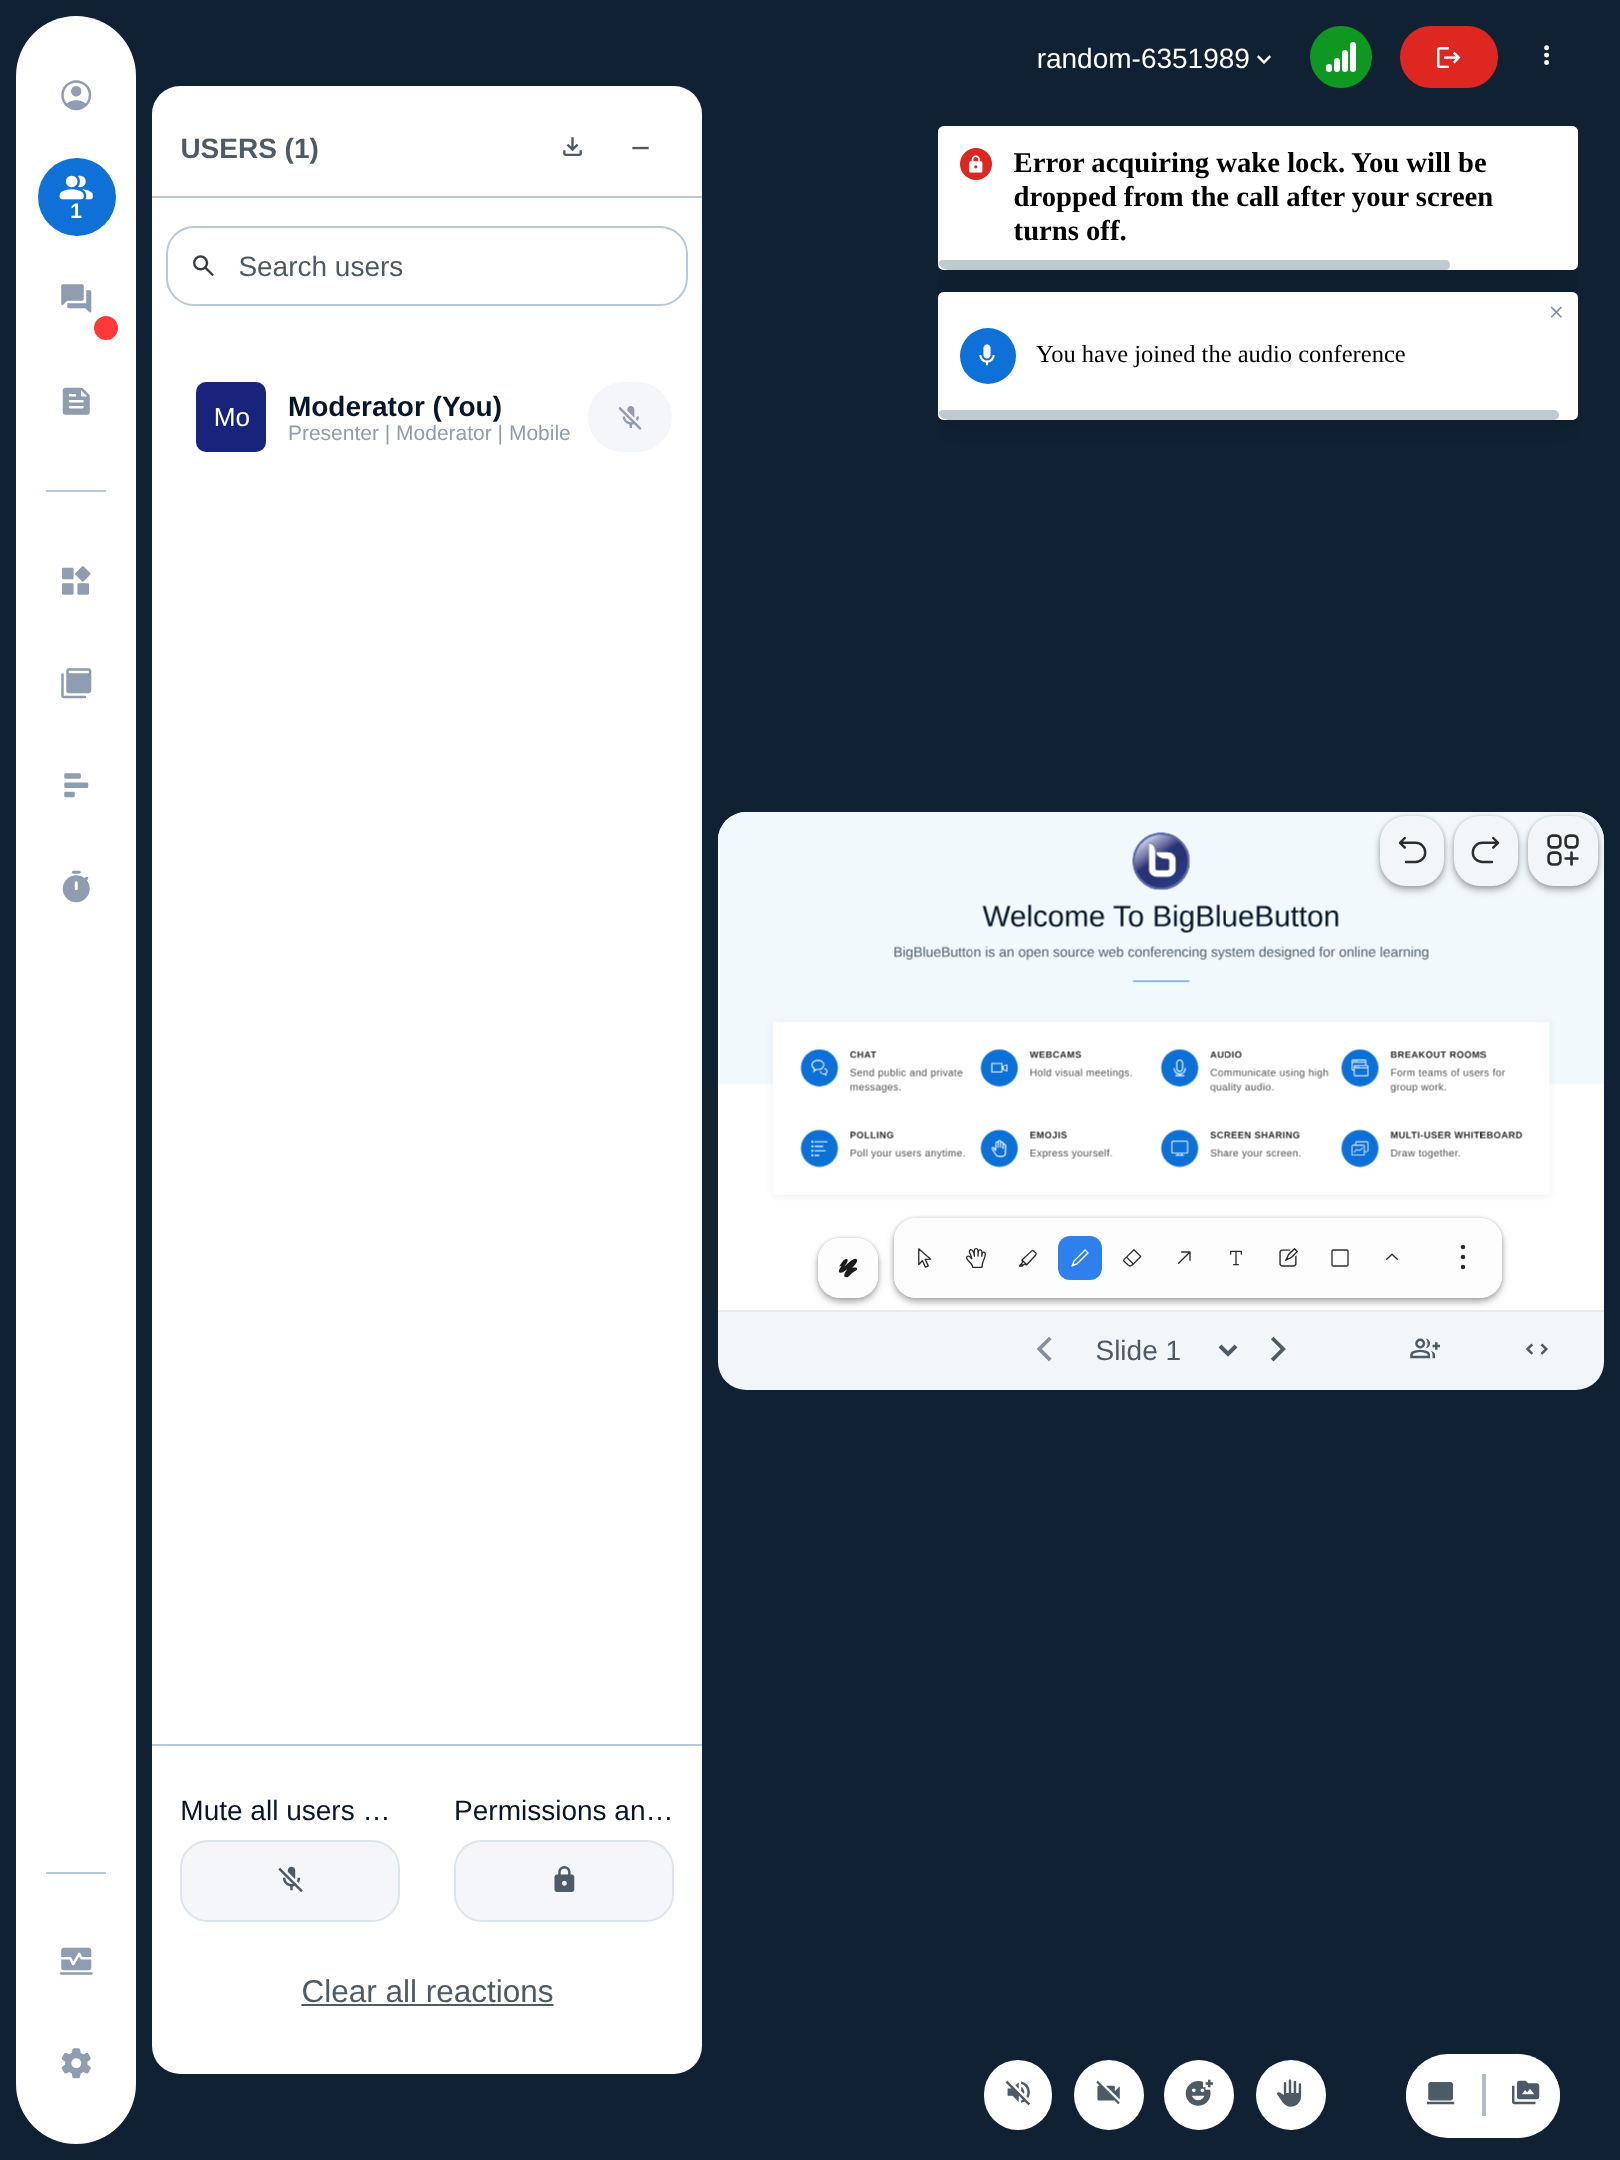 random-6351989
USERS (1)
1
Search users
Error acquiring wake lock. You will be
dropped from the call after your screen
turns off.
You have joined the audio conference
Mo
Moderator (You)
Presenter | Moderator | Mobile
Welcome To BigBlueButton
BigBlueButton is an open source web conferencing system designed for online learning
CHAT
Send public and private
messages.
WEBCAMS
Hold visual meetings.
AUDIO
Communicate using high
quality audio.
BREAKOUT ROOMS
Form teams of users for
group work.
POLLING
Poll your users anytime.
EMOJIS
Express yourself.
SCREEN SHARING
Share your screen.
MULTI-USER WHITEBOARD
Draw together.
Slide 1
Mute all users …
Permissions an…
Clear all reactions